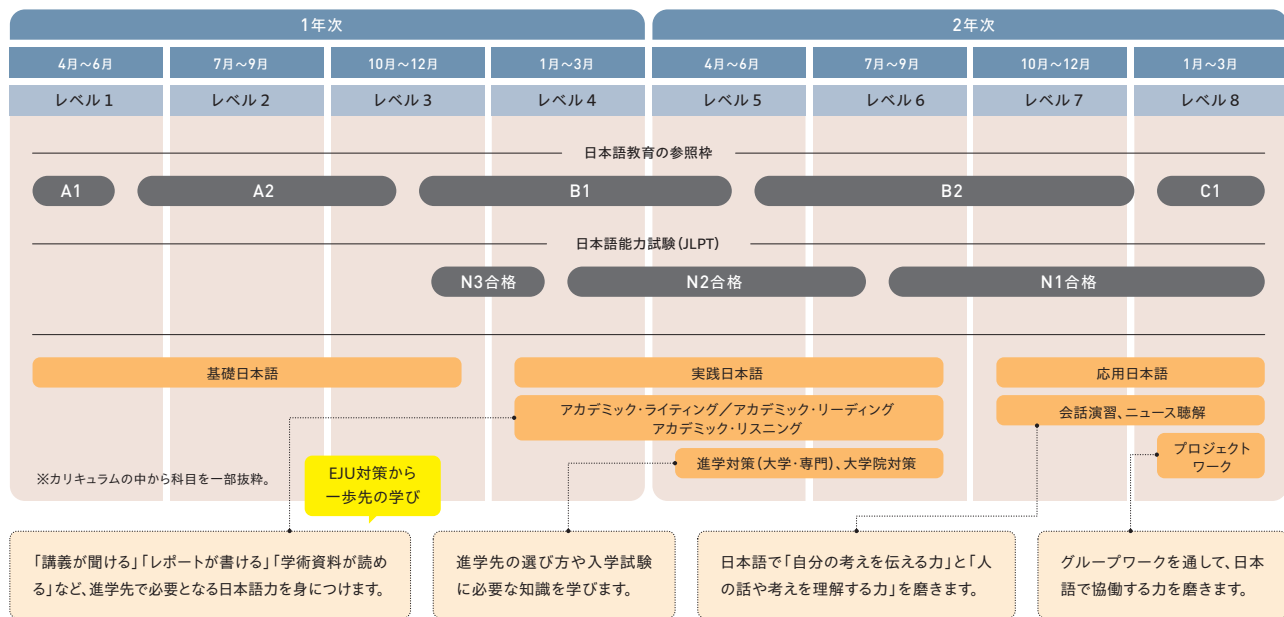 1年次
2年次
4月〜6月
7月〜9月
10月〜12月
1月〜3月
4月〜6月
7月〜9月
10月〜12月
1月〜3月
レベル1
レベル2
レベル3
レベル4
レベル5
レベル6
レベル7
レベル8
日本語教育の参照枠
A1
A2
B1
B2
C1
日本語能力試験（JLPT）
N3合格
N2合格
N1合格
基礎日本語
実践日本語
応用日本語
アカデミック・ライティング／アカデミック・リーディング
アカデミック・リスニング
会話演習、ニュース聴解
進学対策（大学・専門）、大学院対策
プロジェクト
ワーク
※カリキュラムの中から科目を一部抜粋。
EJU対策から
一歩先の学び
「講義が聞ける」「レポートが書ける」「学術資料が読め
る」など、進学先で必要となる日本語力を身につけます。
進学先の選び方や入学試験
に必要な知識を学びます。
日本語で「自分の考えを伝える力」と「人
の話や考えを理解する力」を磨きます。
グループワークを通して、日本
語で協働する力を磨きます。